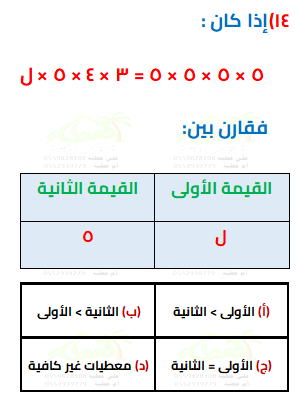 ١٤)إذا كان :
٥ × ٥ × ٥ × ٥ = ٣ × ٤ × ٥ × ل
فقارن بين:
القيمة الأولى القيمة الثانية
ل ٥
(أ) الأولى > الثانية (ب) الثانية > الأولى
(ج) الأولى = الثانية (د) معطيات غير كافية